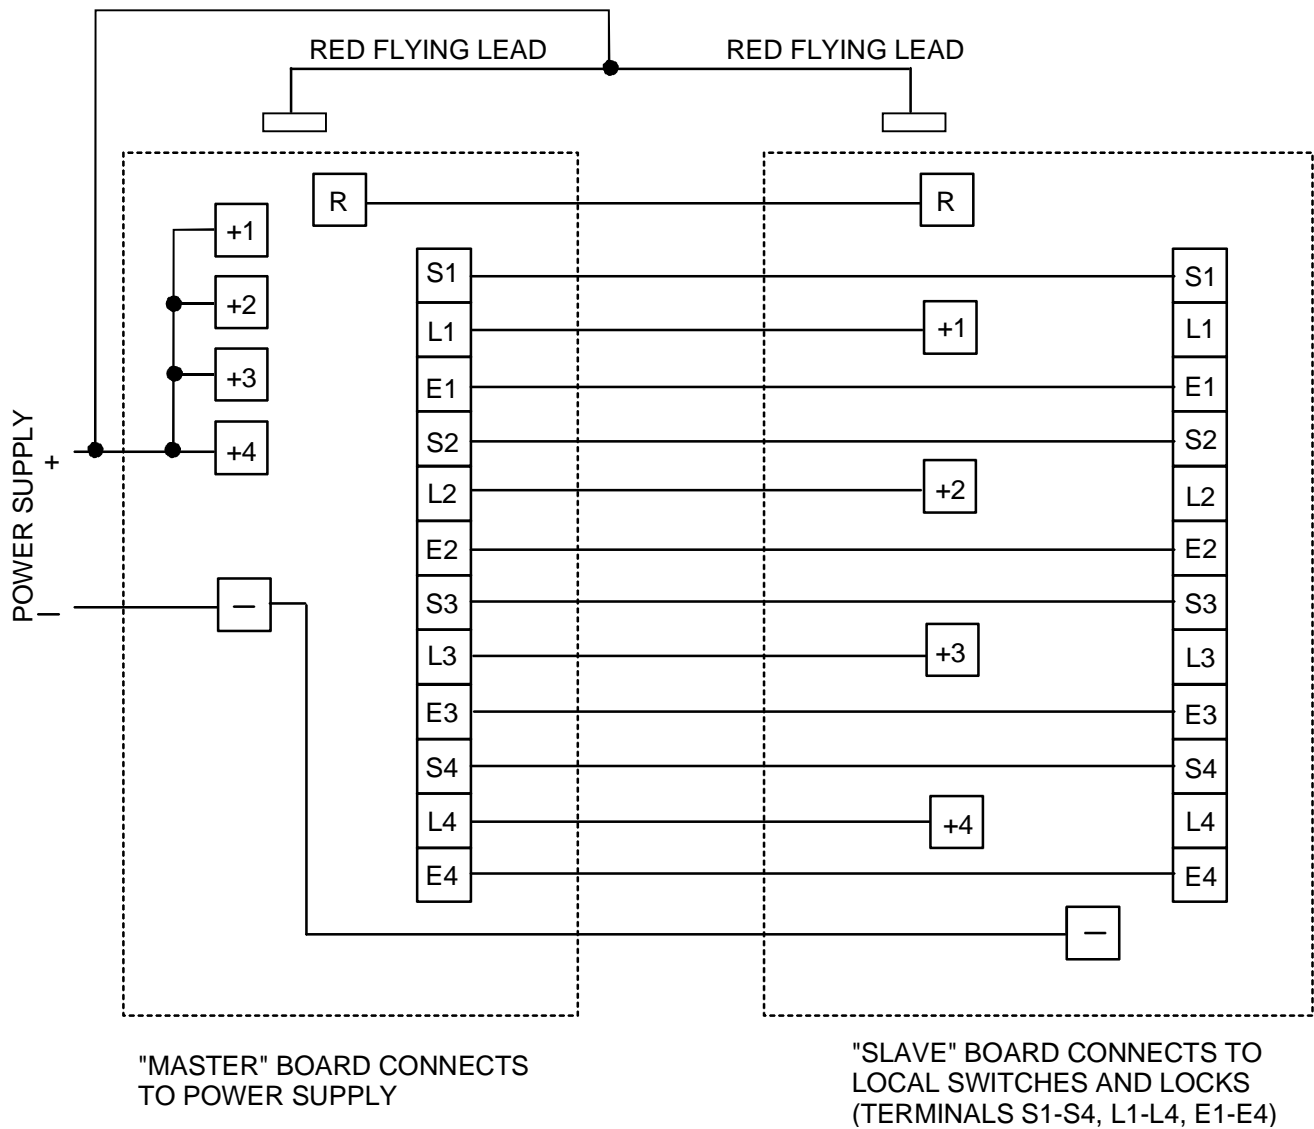 RED FLYING LEAD
RED FLYING LEAD
R
R
+1
+2
+3
+4
POWER SUPPLY
+
–
–
S1
L1
E1
S2
L2
E2
S3
L3
E3
S4
L4
E4
+1
+2
+3
+4
–
S1
L1
E1
S2
L2
E2
S3
L3
E3
S4
L4
E4
"MASTER" BOARD CONNECTS
TO POWER SUPPLY
"SLAVE" BOARD CONNECTS TO
LOCAL SWITCHES AND LOCKS
(TERMINALS S1-S4, L1-L4, E1-E4)